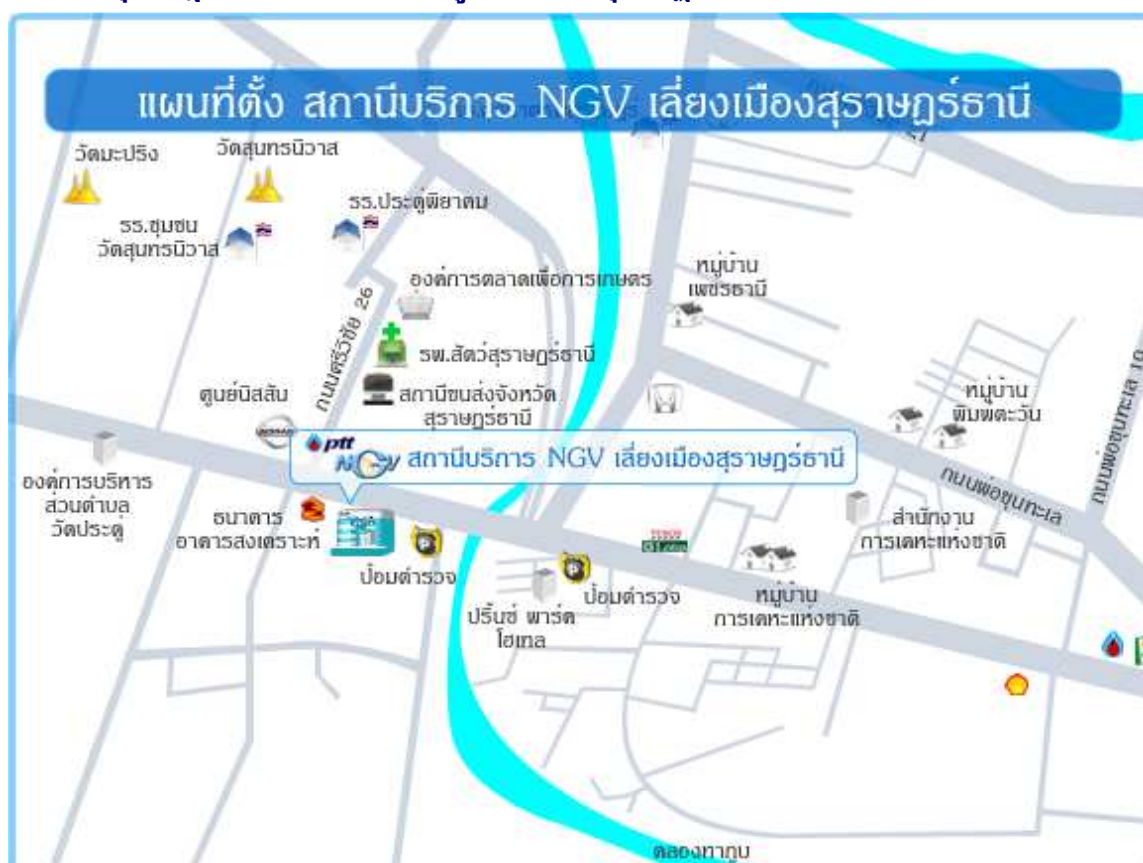 แผนที่ตั้ง สถานีบริการ NGV เลี่ยงเมืองสุราษฎร์ธานี
วัดมะปริง
วัดสุนทรนิวาส
รร.ชุมชน
วัดสุนทรนิวาส
รร.ประดู่พิยาคม
องค์การตลาดเพื่อการเกษตร
หมู่บ้าน
เพชรธานี
ถนนศรีวิชัย 26
รพ.สัตว์สุราษฎร์ธานี
สถานีขนส่งจังหวัด
สุราษฎร์ธานี
ศูนย์นิสสัน
NISSAN
หมู่บ้าน
พิมพตะวัน
ถนนพ่อขุนทะเล 10
ถนนพ่อขุนทะเล
ptt
NGV สถานีบริการ NGV เลี่ยงเมืองสุราษฎร์ธานี
องค์การบริหาร
ส่วนตำบล
วัดประดู่
ธนาคาร
อาคารสงเคราะห์
ป้อมตำรวจ
TESCO
Lotus
สำนักงาน
การเคหะแห่งชาติ
ปริ๊นซ์ พาร์ค
โฮเทล
ป้อมตำรวจ
หมู่บ้าน
การเคหะแห่งชาติ
คลองท่ากูบ